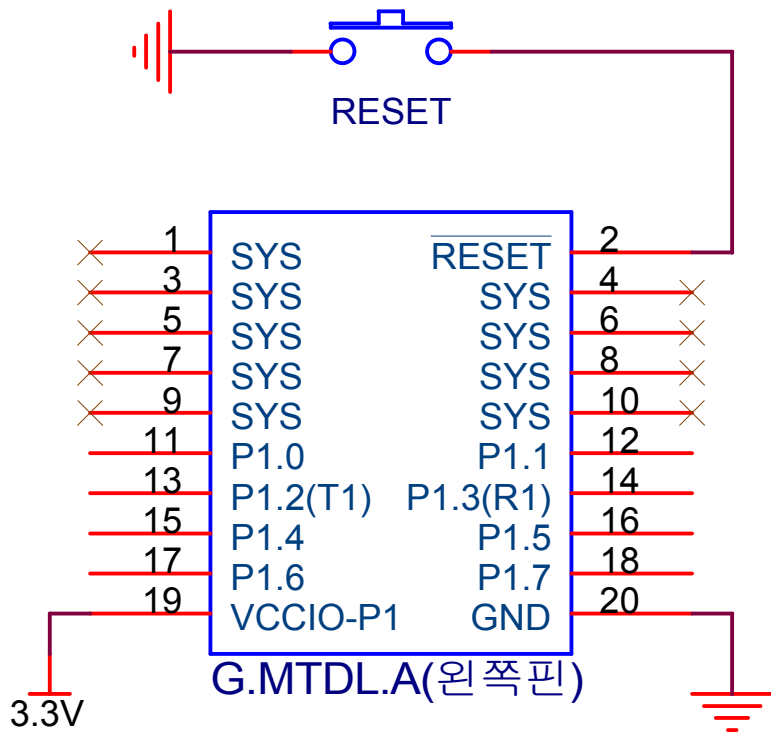 RESET
1 SYS RESET 2
3 SYS SYS 4
5 SYS SYS 6
7 SYS SYS 8
9 SYS SYS 10
11 P1.0 P1.1 12
13 P1.2(T1) P1.3(R1) 14
15 P1.4 P1.5 16
17 P1.6 P1.7 18
19 VCCIO-P1 GND 20
G.MTDL.A(왼쪽핀)
3.3V